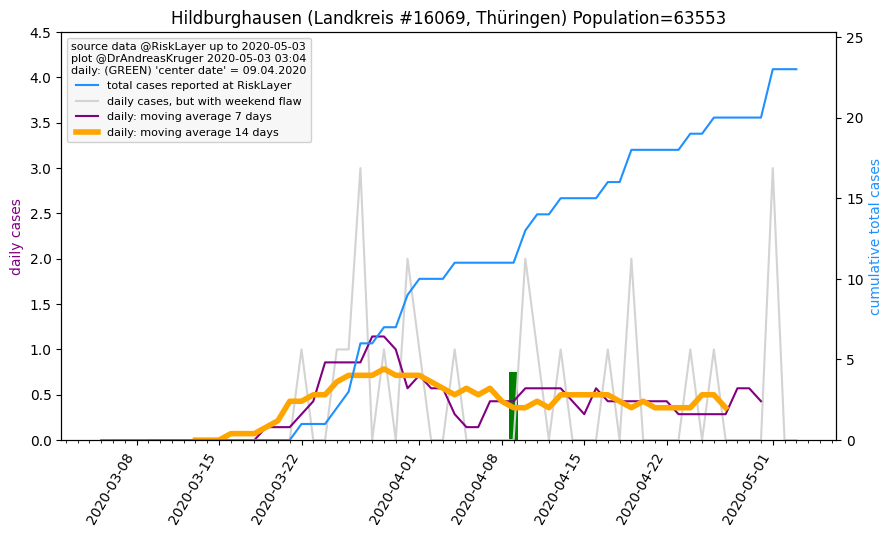 Hildburghausen (Landkreis #16069, Thüringen) Population=63553
source data @RiskLayer up to 2020-05-03
plot @DrAndreasKruger 2020-05-03 03:04
daily: (GREEN) 'center date' = 09.04.2020
total cases reported at RiskLayer
daily cases, but with weekend flaw
daily: moving average 7 days
daily: moving average 14 days
daily cases
4.5
4.0
3.5
3.0
2.5
2.0
1.5
1.0
0.5
0.0
cumulative total cases
25
20
15
10
5
0
2020-03-08
2020-03-15
2020-03-22
2020-04-01
2020-04-08
2020-04-15
2020-04-22
2020-05-01